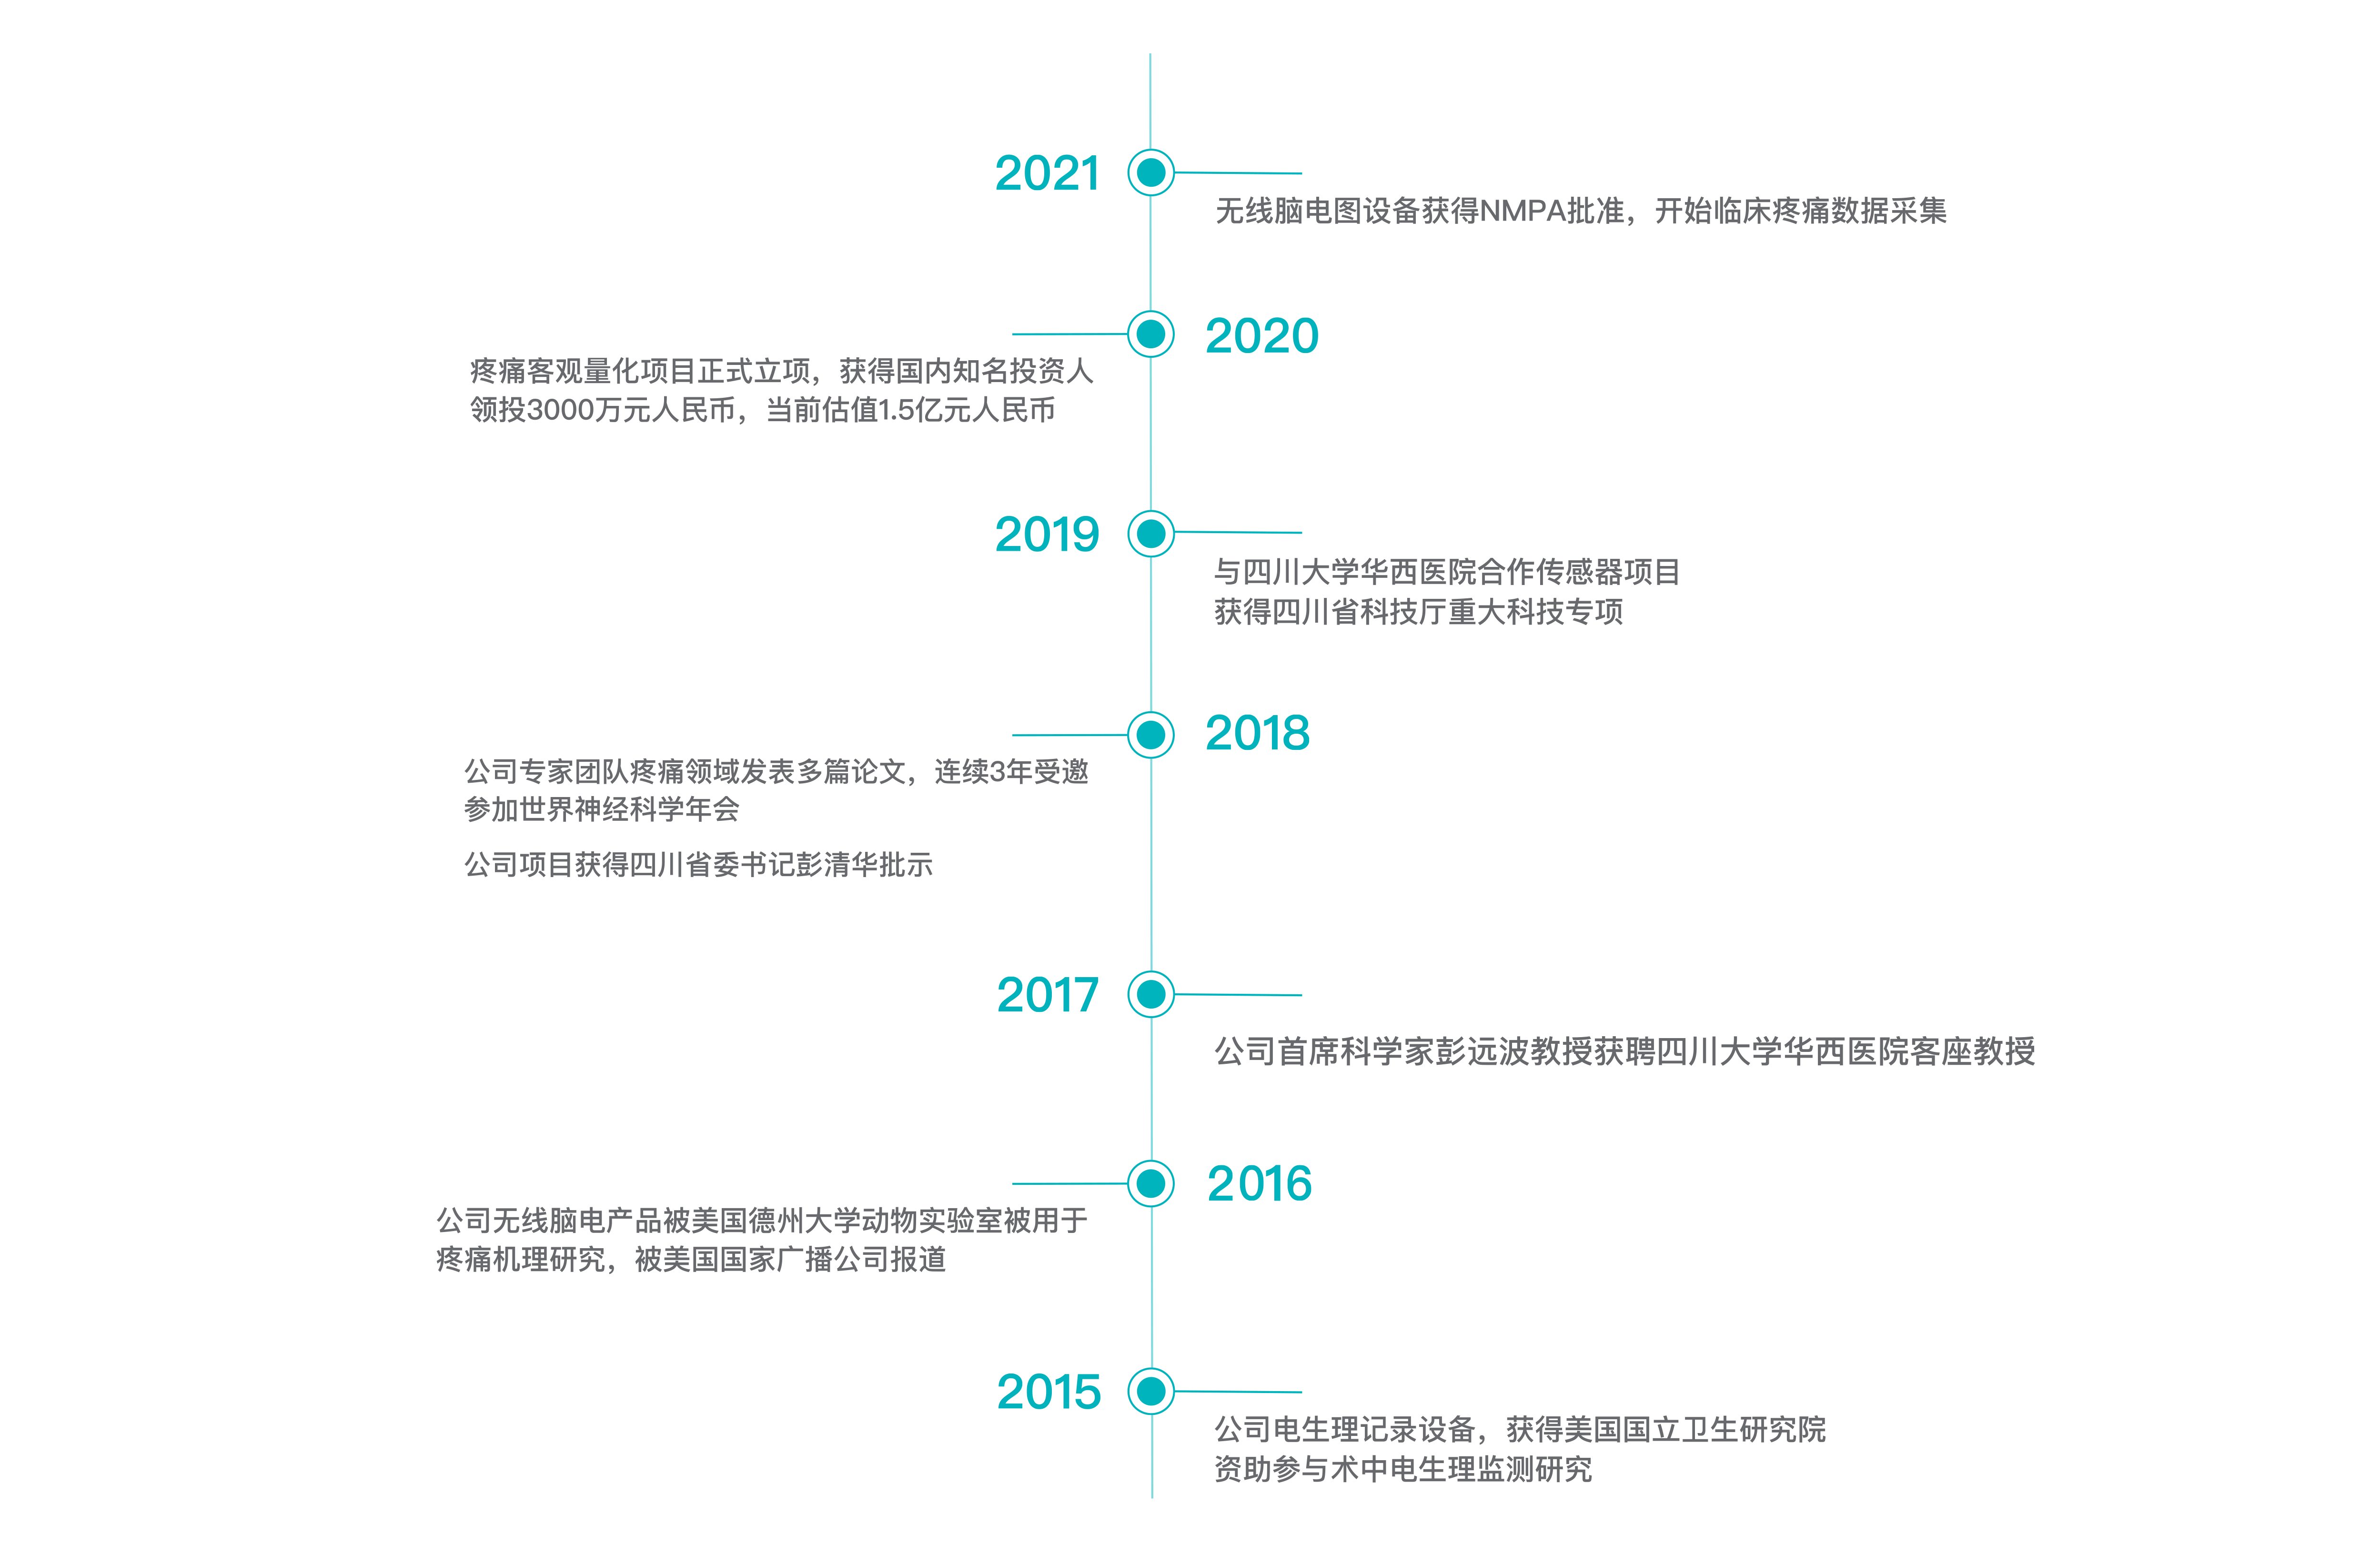 2021
无线脑电图设备获得NMPA批准，开始临床疼痛数据采集
2020
疼痛客观量化项目正式立项，获得国内知名投资人
领投3000万元人民币，当前估值1.5亿元人民币
2019
与四川大学华西医院合作传感器项目
获得四川省科技厅重大科技专项
2018
公司专家团队疼痛领域发表多篇论文，连续3年受邀
参加世界神经科学年会
公司项目获得四川省委书记彭清华批示
2017
公司首席科学家彭远波教授获聘四川大学华西医院客座教授
2016
公司无线脑电产品被美国德州大学动物实验室被用于
疼痛机理研究，被美国国家广播公司报道
2015
公司电生理记录设备，获得美国国立卫生研究院
资助参与术中电生理监测研究